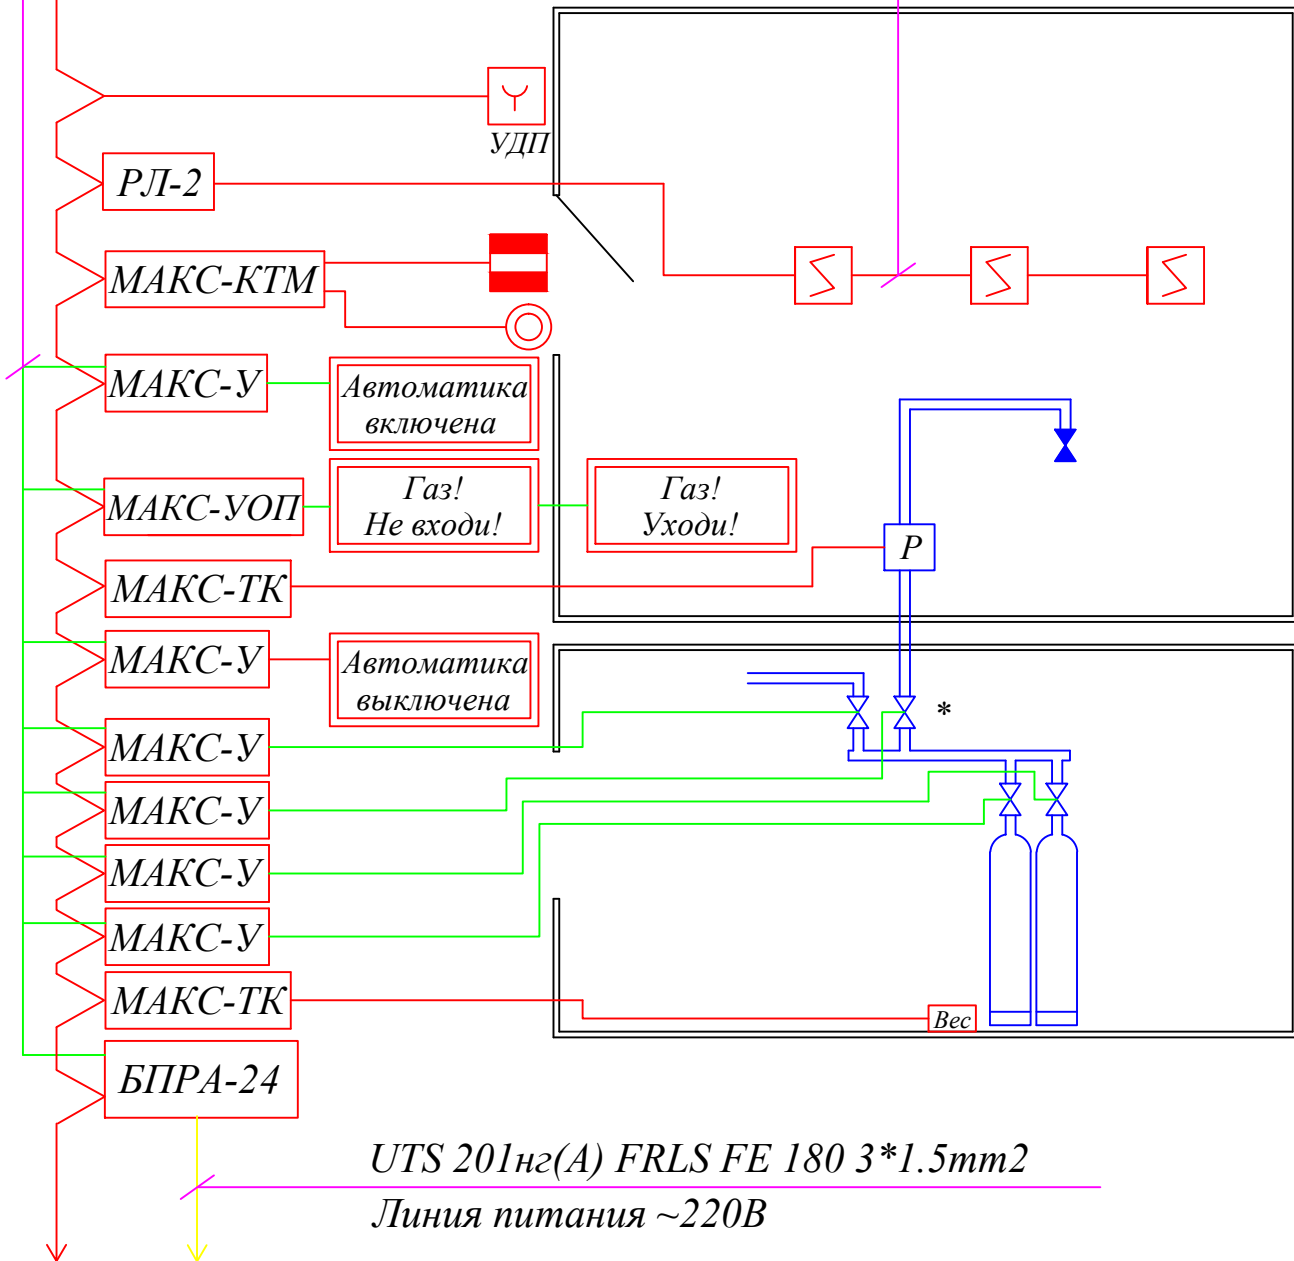 УДП
РЛ-2
МАКС-КТМ
МАКС-У
Автоматика
включена
МАКС-УОП
Газ!
Не входи!
Газ!
Уходи!
Р
МАКС-ТК
МАКС-У
Автоматика
выключена
*
МАКС-У
МАКС-У
МАКС-У
МАКС-У
МАКС-ТК
Вес
БПРА-24
UTS 201нг(А) FRLS FE 180 3*1.5mm2
Линия питания ~220В